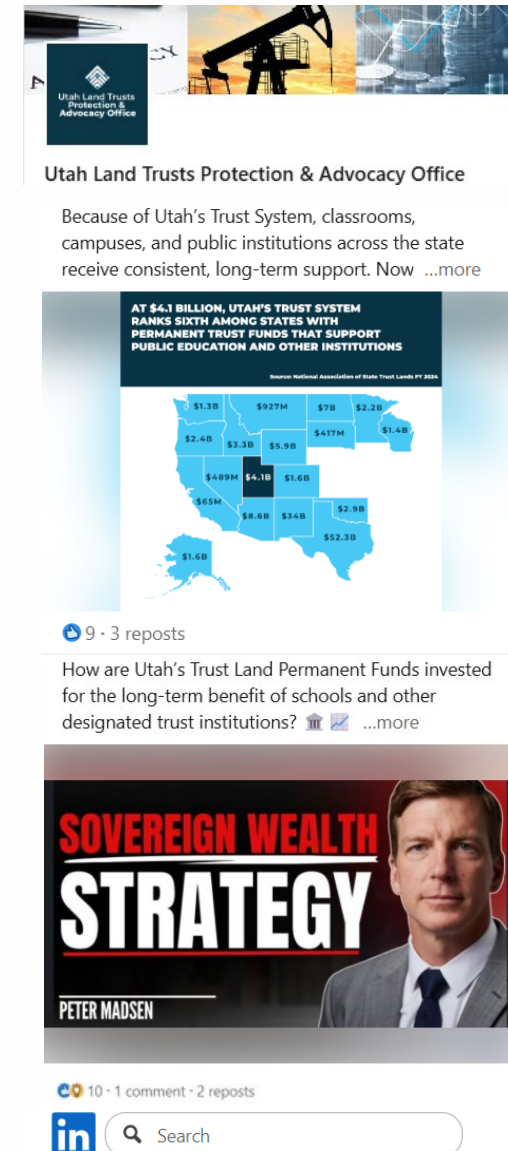 A
CY
Utah Land Trusts
Protection &
Advocacy Office
Utah Land Trusts Protection & Advocacy Office
Because of Utah’s Trust System, classrooms,
campuses, and public institutions across the state
receive consistent, long-term support. Now ...more
AT $4.1 BILLION, UTAH'S TRUST SYSTEM
RANKS SIXTH AMONG STATES WITH
PERMANENT TRUST FUNDS THAT SUPPORT
PUBLIC EDUCATION AND OTHER INSTITUTIONS
Source: National Association of State Trust Lands FY 2024
$1.3B $927M $7B $2.2B
$2.4B $3.3B $5.9B $417M $1.4B
$489M $4.1B $1.6B
$65M $8.6B $34B $2.9B
$52.3B
$1.6B
9 · 3 reposts
How are Utah’s Trust Land Permanent Funds invested
for the long-term benefit of schools and other
designated trust institutions? 🏛️ 📈 ...more
SOVEREIGN WEALTH
STRATEGY
PETER MADSEN
10 · 1 comment · 2 reposts
in Search